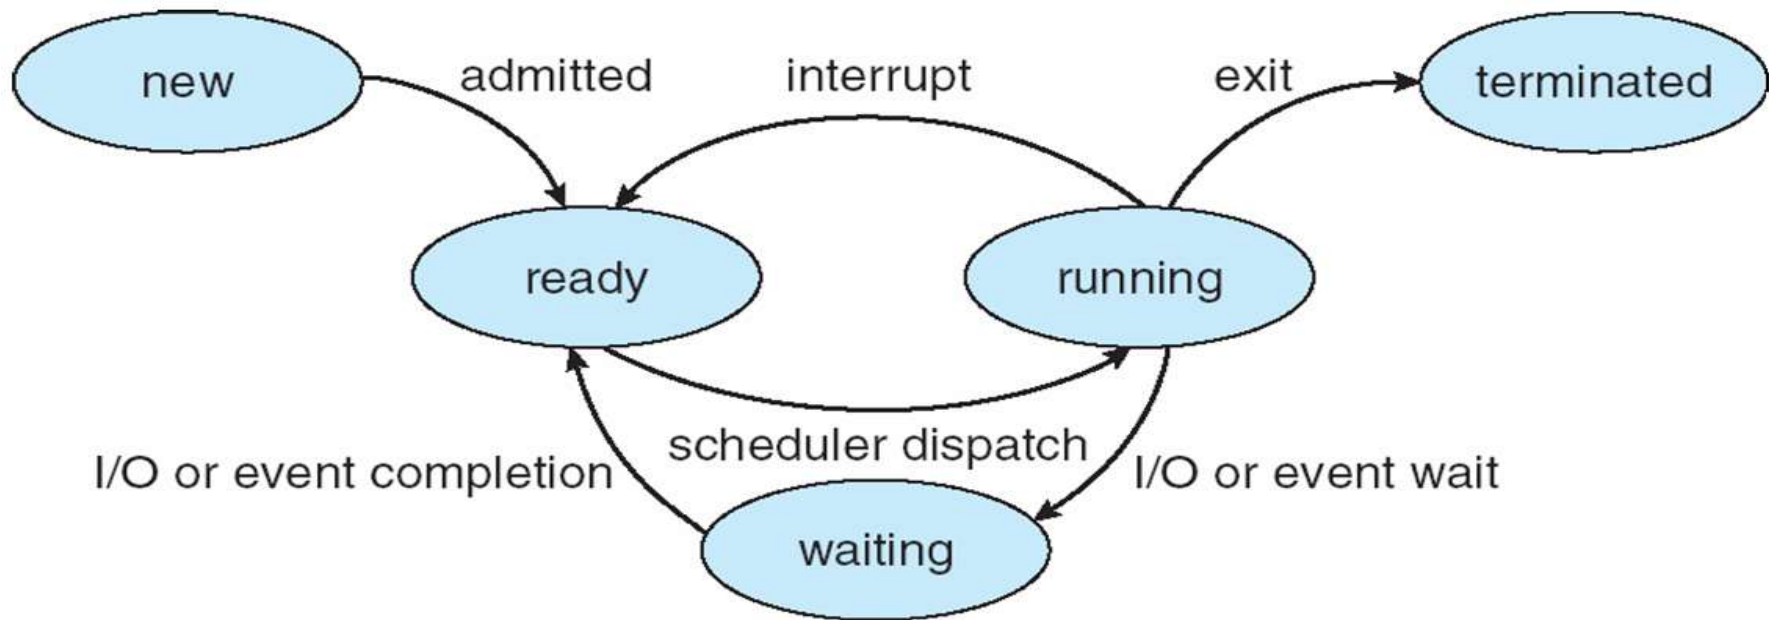 new
admitted
interrupt
exit
terminated
ready
running
scheduler dispatch
I/O or event completion
I/O or event wait
waiting